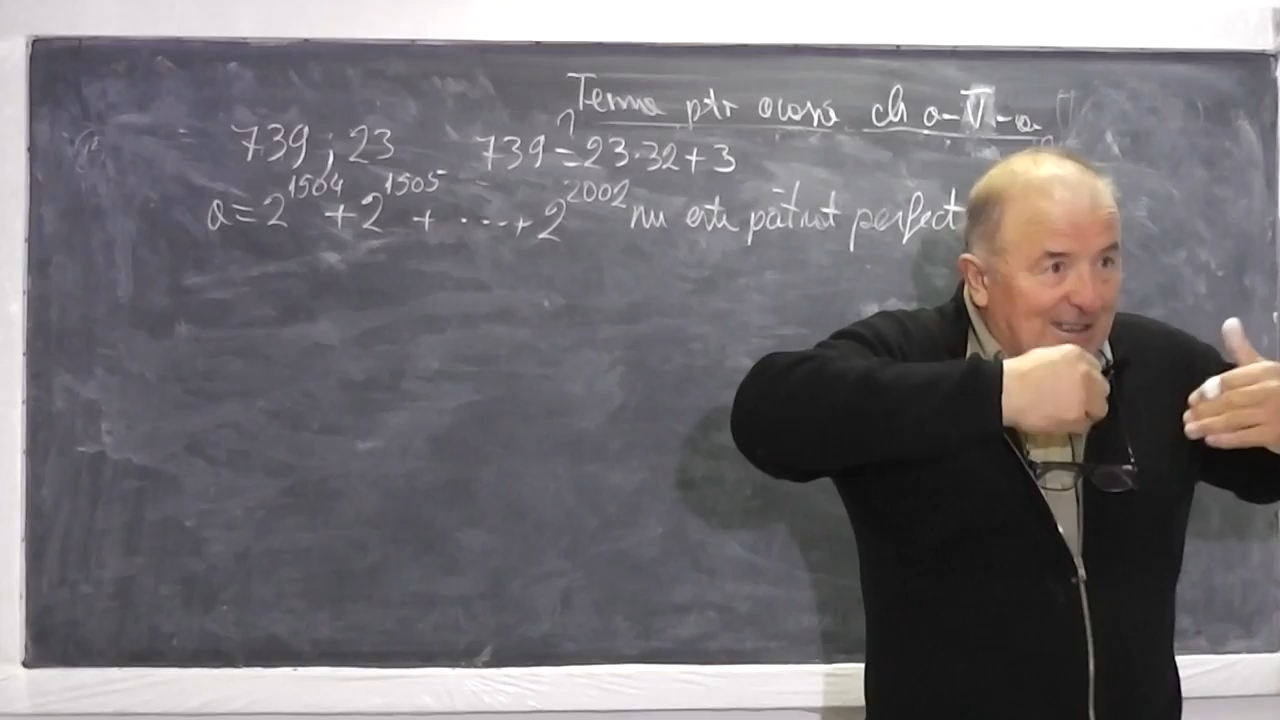 Tema ptr acasă cls a-V-a
739 ; 23 739 = 23·32+3
a=2^1504 + 2^1505 + ... + 2^2002 nu este pătrat perfect